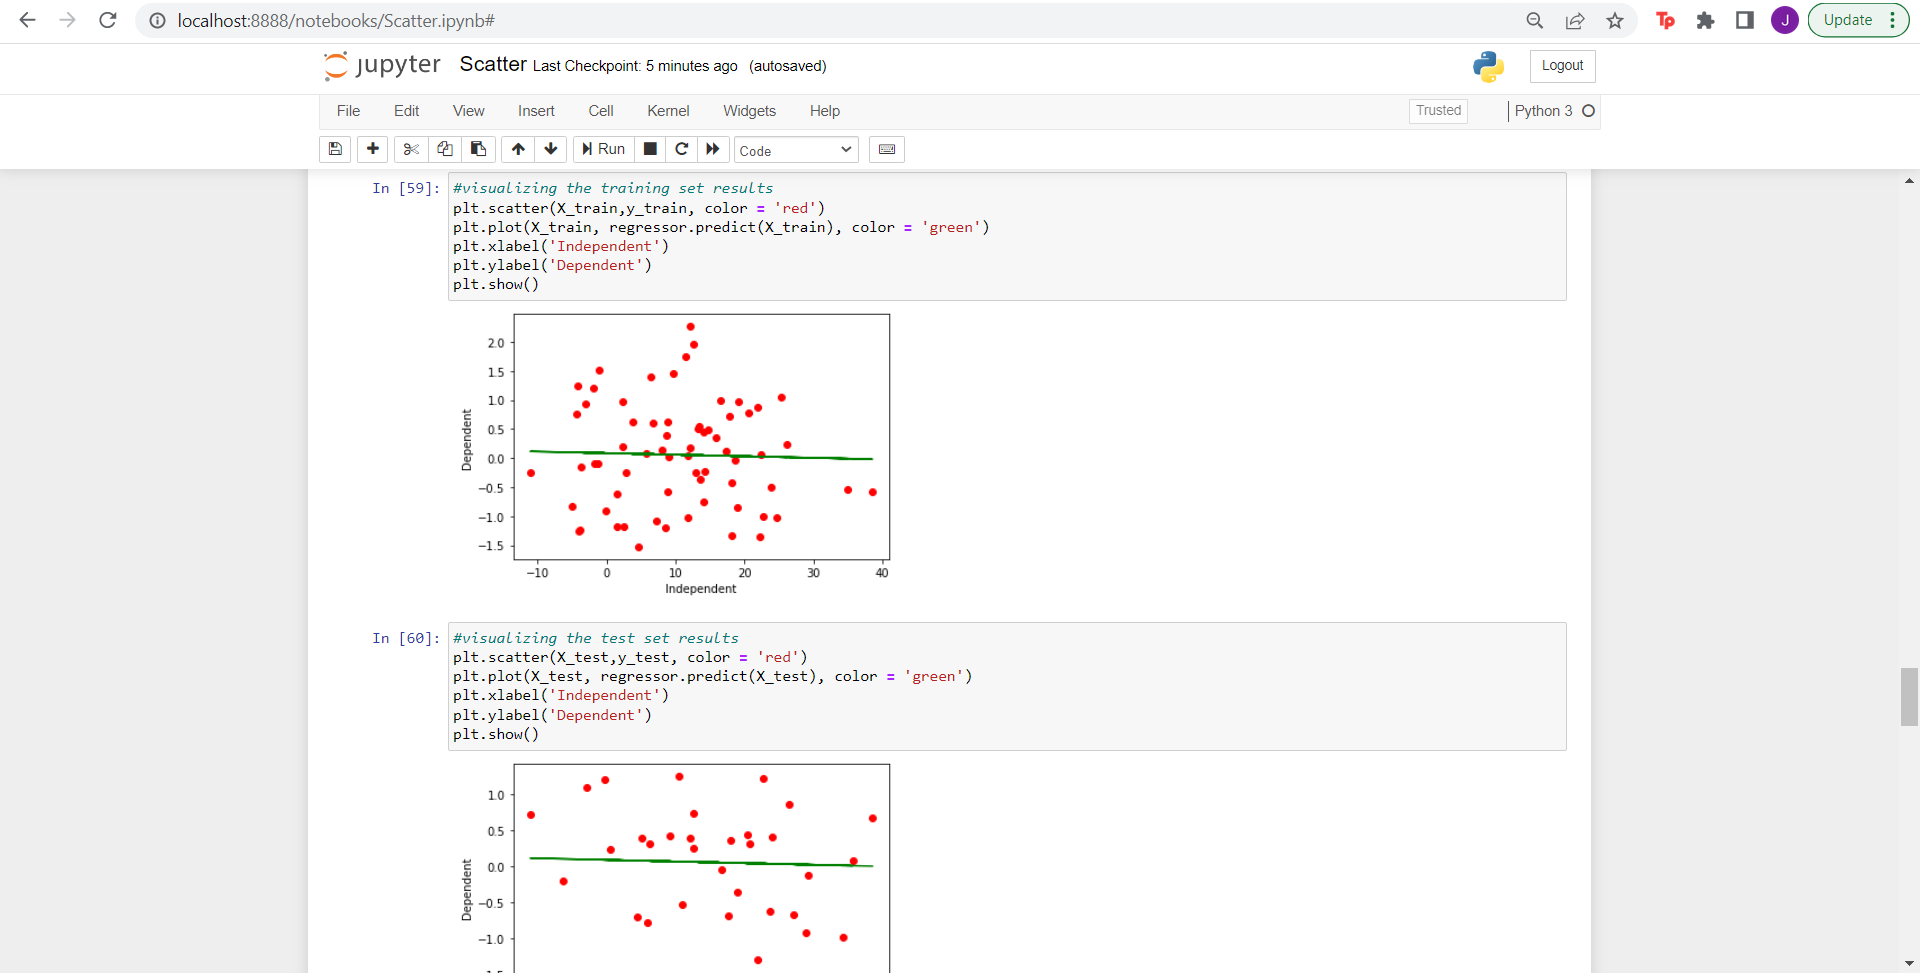 localhost:8888/notebooks/Scatter.ipynb#
Tp
J
Update
jupyter Scatter Last Checkpoint: 5 minutes ago (autosaved)
Logout
File Edit View Insert Cell Kernel Widgets Help
Trusted
Python 3
Run
Code
In [59]:
#visualizing the training set results
plt.scatter(X_train,y_train, color = 'red')
plt.plot(X_train, regressor.predict(X_train), color = 'green')
plt.xlabel('Independent')
plt.ylabel('Dependent')
plt.show()
2.0
1.5
1.0
0.5
0.0
−0.5
−1.0
−1.5
Dependent
−10 0 10 20 30 40
Independent
In [60]:
#visualizing the test set results
plt.scatter(X_test,y_test, color = 'red')
plt.plot(X_test, regressor.predict(X_test), color = 'green')
plt.xlabel('Independent')
plt.ylabel('Dependent')
plt.show()
1.0
0.5
0.0
−0.5
−1.0
Dependent